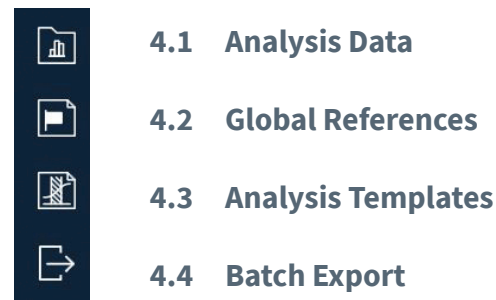 4.1 Analysis Data
4.2 Global References
4.3 Analysis Templates
4.4 Batch Export